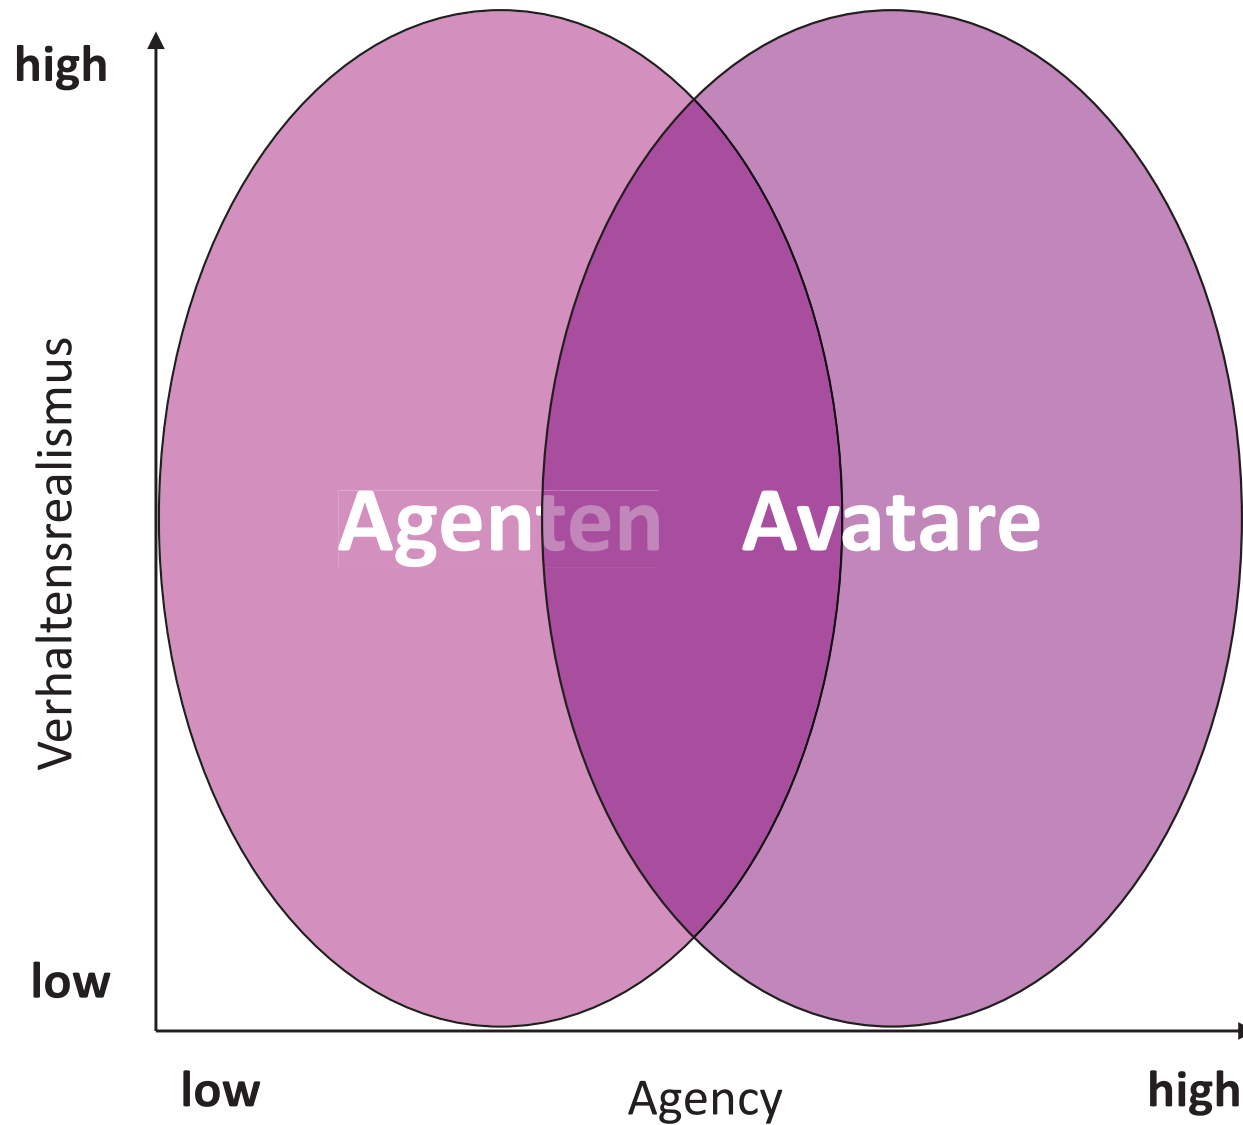 high
Verhaltensrealismus
Agenten
Avatare
low
low
Agency
high